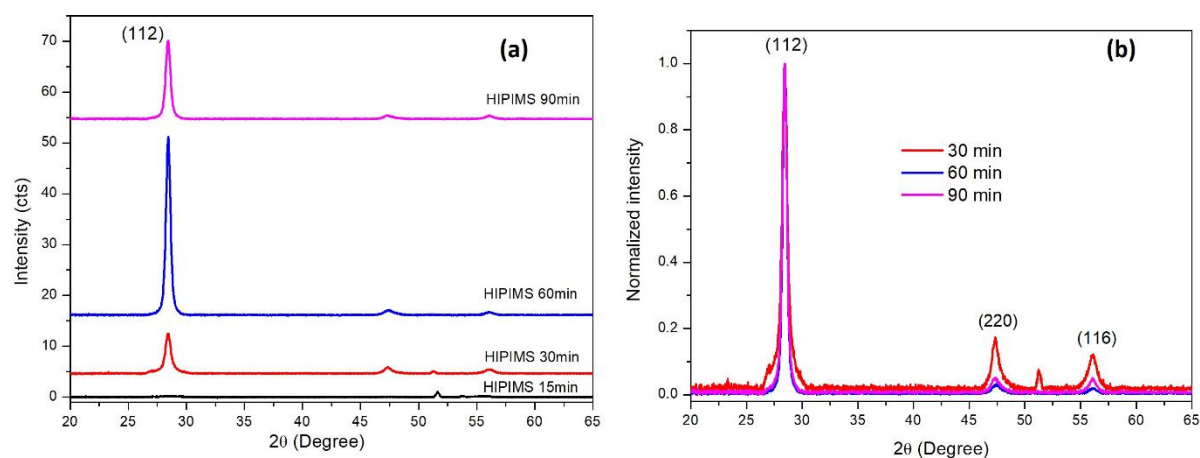 (a)
(112)
HIPIMS 90min
HIPIMS 60min
HIPIMS 30min
HIPIMS 15min
70
60
50
40
30
20
10
0
Intensity (cts)
20 25 30 35 40 45 50 55 60 65
2θ (Degree)
(b)
(112)
30 min
60 min
90 min
(220)
(116)
1.0
0.8
0.6
0.4
0.2
0.0
Normalized intensity
20 25 30 35 40 45 50 55 60 65
2θ (Degree)